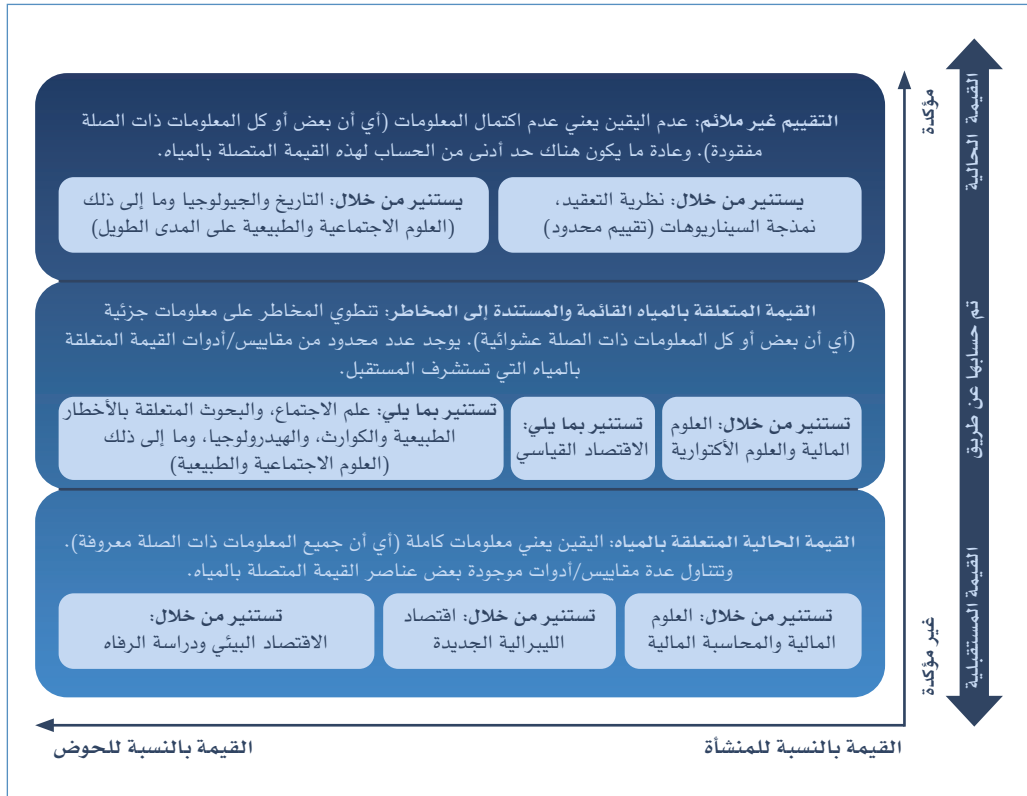 التقييم غير ملائم: عدم اليقين يعني عدم اكتمال المعلومات (أي أن بعض أو كل المعلومات ذات الصلة
مفقودة). وعادة ما يكون هناك حد أدنى من الحساب لهذه القيمة المتصلة بالمياه.
يستنير من خلال: نظرية التعقيد،
نمذجة السيناريوهات (تقييم محدود)
يستنير من خلال: التاريخ والجيولوجيا وما إلى ذلك
(العلوم الاجتماعية والطبيعية على المدى الطويل)
القيمة المتعلقة بالمياه القائمة والمستندة إلى المخاطر: تنطوي المخاطر على معلومات جزئية
(أي أن بعض أو كل المعلومات ذات الصلة عشوائية). يوجد عدد محدود من مقاييس/أدوات القيمة المتعلقة
بالمياه التي تستشرف المستقبل.
تستنير من خلال: العلوم
المالية والعلوم الأكتوارية
تستنير بما يلي:
الاقتصاد القياسي
تستنير بما يلي: علم الاجتماع، والبحوث المتعلقة بالأخطار
الطبيعية والكوارث، والهيدرولوجيا، وما إلى ذلك
(العلوم الاجتماعية والطبيعية)
القيمة الحالية المتعلقة بالمياه: اليقين يعني معلومات كاملة (أي أن جميع المعلومات ذات الصلة معروفة).
وتتناول عدة مقاييس/أدوات موجودة بعض عناصر القيمة المتصلة بالمياه.
تستنير من خلال: العلوم
المالية والمحاسبة المالية
تستنير من خلال: اقتصاد
الليبرالية الجديدة
تستنير من خلال:
الاقتصاد البيئي ودراسة الرفاه
مؤكدة
غير مؤكدة
القيمة الحالية
تم حسابها عن طريق
القيمة المستقبلية
القيمة بالنسبة للمنشأة
القيمة بالنسبة للحوض